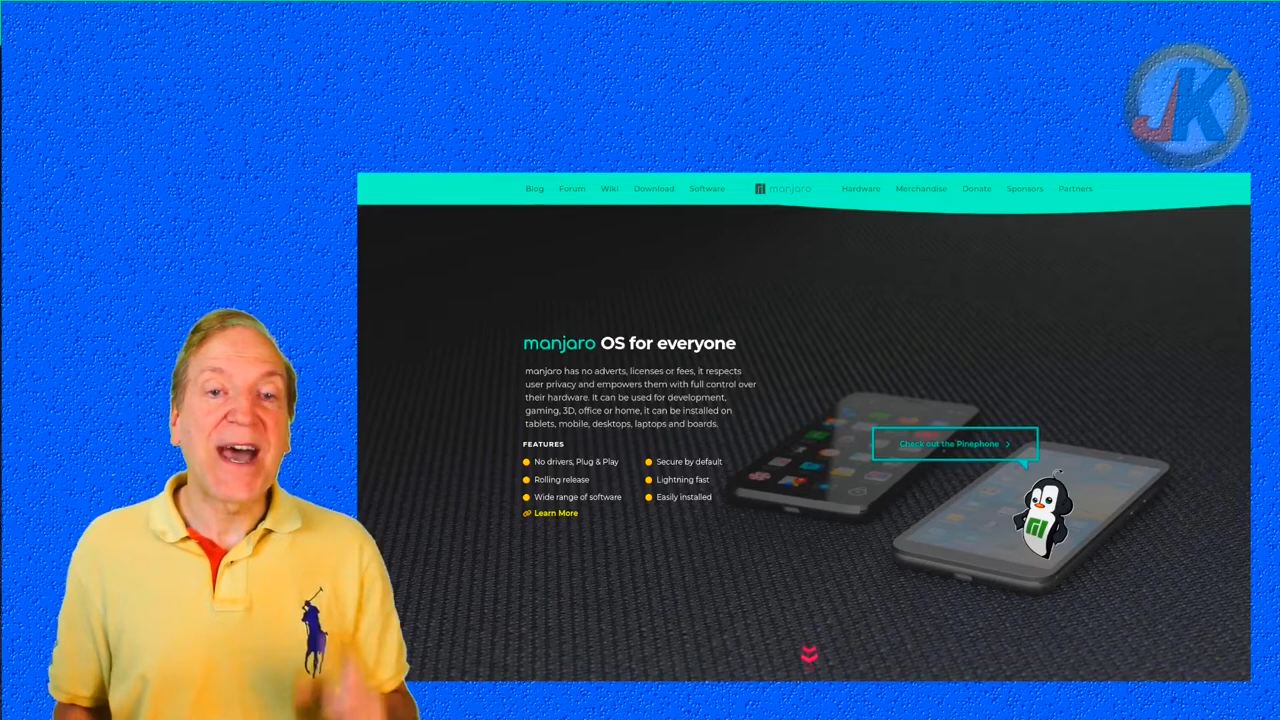 JK
Blog Forum Wiki Download Software manjaro Hardware Merchandise Donate Sponsors Partners
manjaro OS for everyone
manjaro has no adverts, licenses or fees, it respects
user privacy and empowers them with full control over
their hardware. It can be used for development,
gaming, 3D, office or home, it can be installed on
tablets, mobile, desktops, laptops and boards.
FEATURES
No drivers, Plug & Play
Secure by default
Rolling release
Lightning fast
Wide range of software
Easily installed
Learn More
Check out the Pinephone